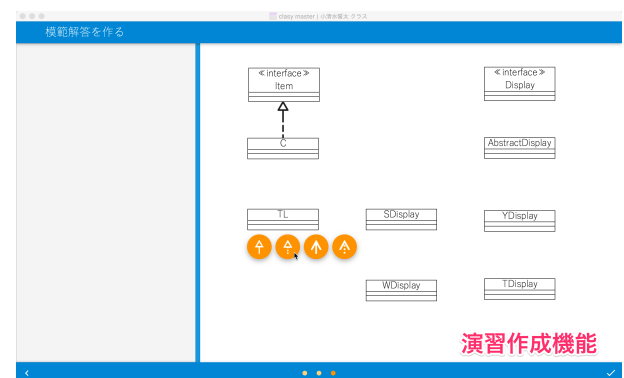 模範解答を作る
≪interface≫
Item
≪interface≫
Display
C
AbstractDisplay
TL
SDisplay
YDisplay
WDisplay
TDisplay
演習作成機能